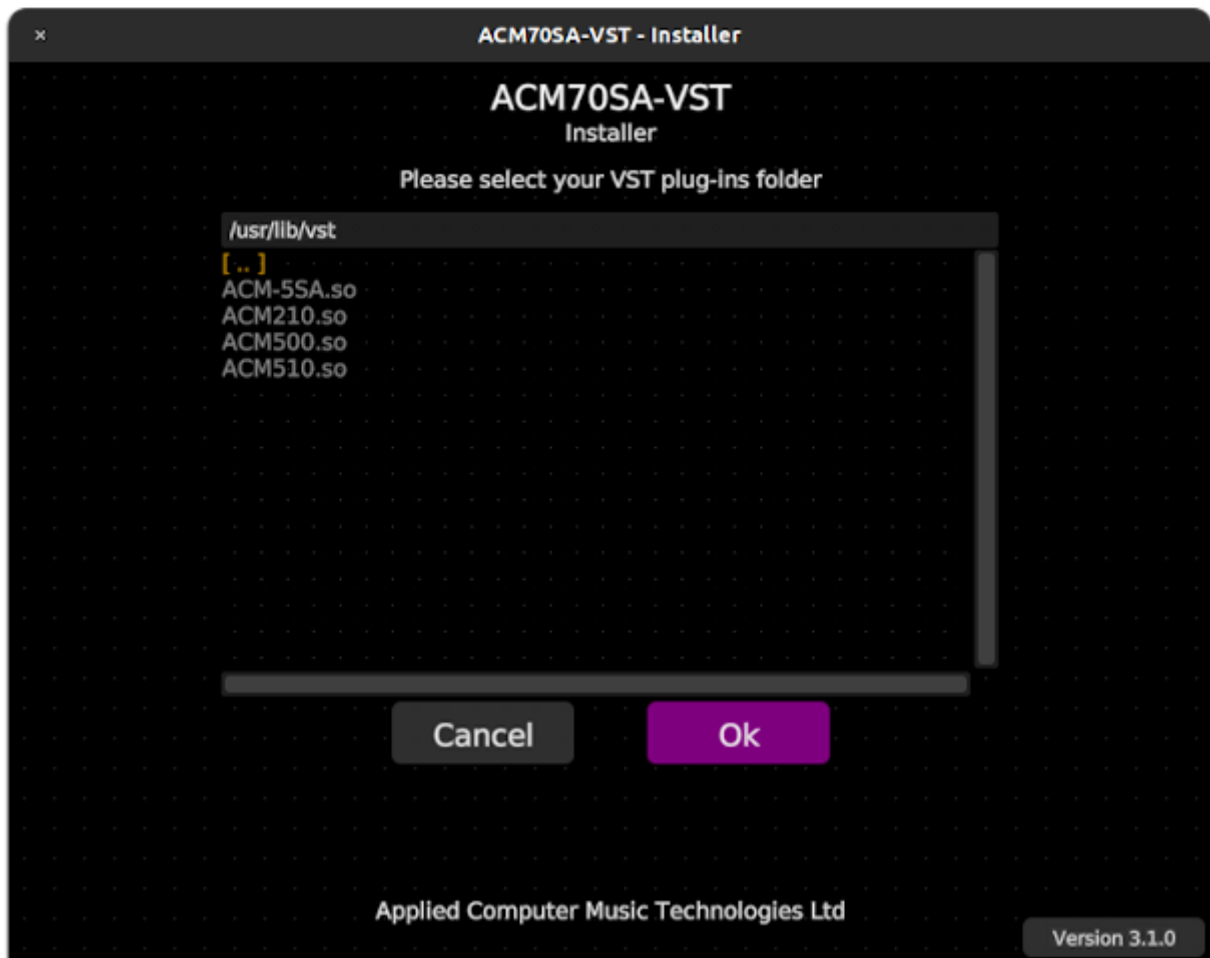 ×
ACM70SA-VST - Installer
ACM70SA-VST
Installer
Please select your VST plug-ins folder
/usr/lib/vst
[ .. ]
ACM-5SA.so
ACM210.so
ACM500.so
ACM510.so
Cancel
Ok
Applied Computer Music Technologies Ltd
Version 3.1.0